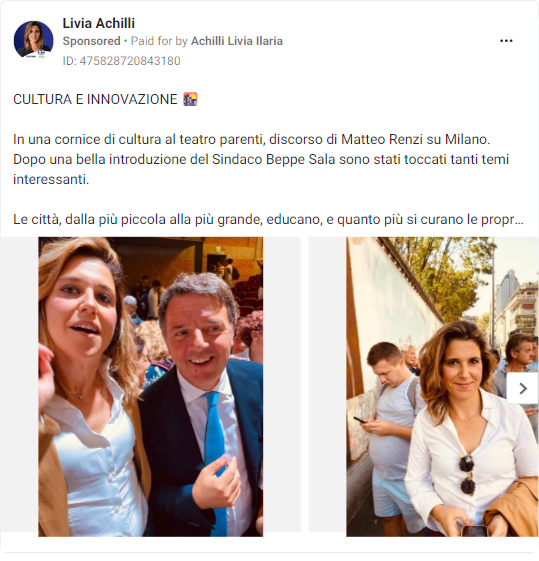 Livia Achilli
Sponsored • Paid for by Achilli Livia Ilaria
ID: 475828720843180
CULTURA E INNOVAZIONE 🌇
In una cornice di cultura al teatro parenti, discorso di Matteo Renzi su Milano.
Dopo una bella introduzione del Sindaco Beppe Sala sono stati toccati tanti temi
interessanti.
Le città, dalla più piccola alla più grande, educano, e quanto più si curano le propr...